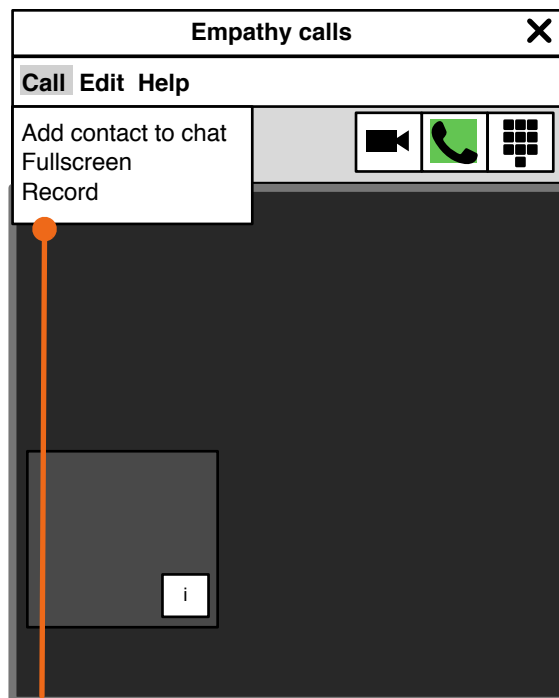 Empathy calls
Call Edit Help
Add contact to chat
Fullscreen
Record
i